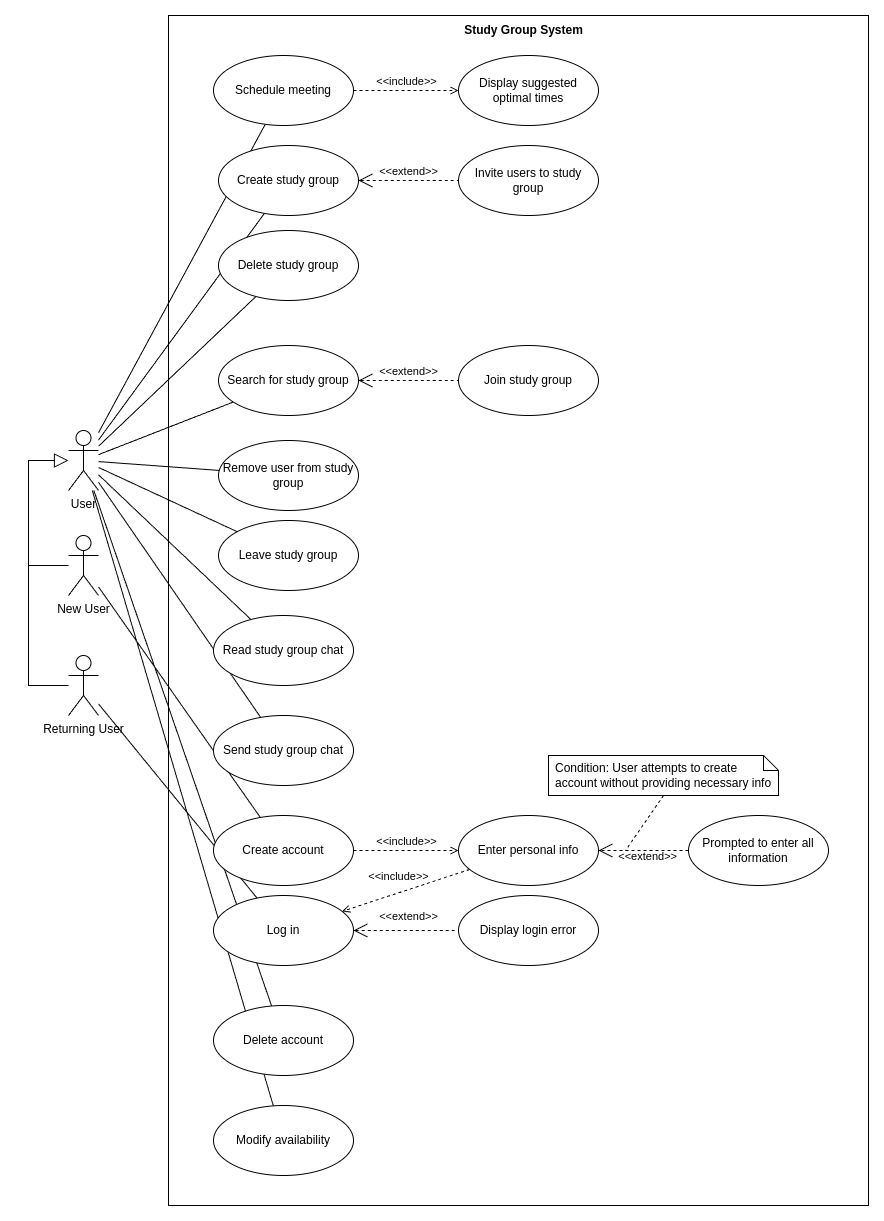 Study Group System
Schedule meeting
<<include>>
Display suggested
optimal times
Create study group
<<extend>>
Invite users to study
group
Delete study group
Search for study group
<<extend>>
Join study group
User
Remove user from study
group
Leave study group
New User
Read study group chat
Returning User
Send study group chat
Condition: User attempts to create
account without providing necessary info
Create account
<<include>>
Enter personal info
<<extend>>
Prompted to enter all
information
<<include>>
Log in
<<extend>>
Display login error
Delete account
Modify availability